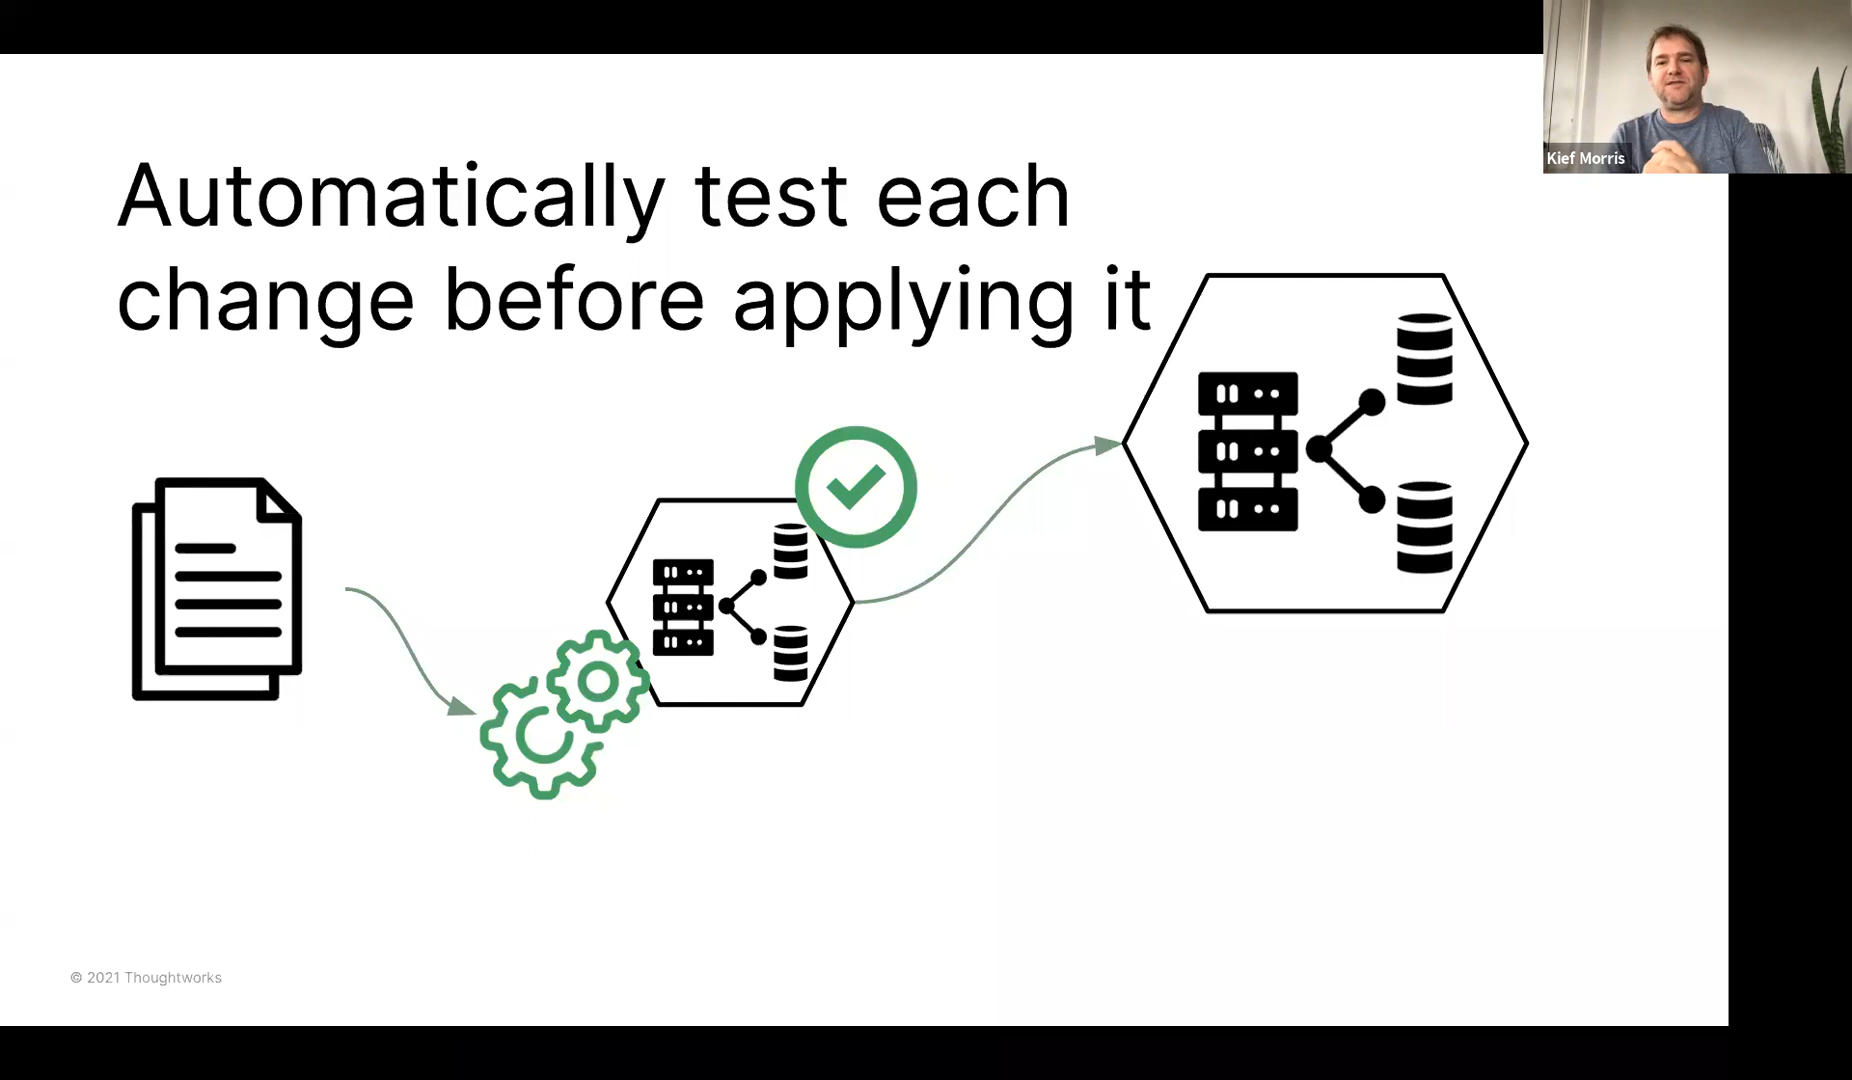 Automatically test each
change before applying it
Kief Morris
© 2021 Thoughtworks